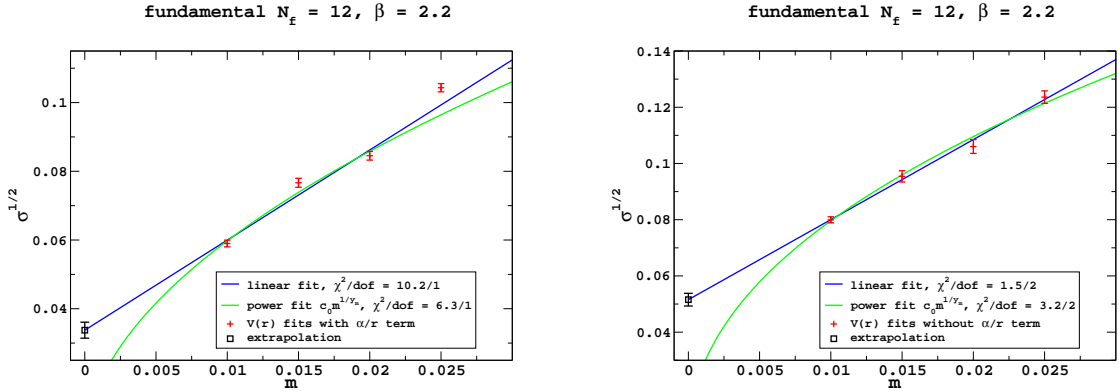 fundamental N_f = 12, β = 2.2
0.1
0.08
0.06
0.04
σ^1/2
0
0.005
0.01
0.015
0.02
0.025
m
linear fit, χ²/dof = 10.2/1
power fit c₀m^1/yₘ, χ²/dof = 6.3/1
V(r) fits with α/r term
extrapolation
fundamental N_f = 12, β = 2.2
0.14
0.12
0.1
0.08
0.06
0.04
σ^1/2
0
0.005
0.01
0.015
0.02
0.025
m
linear fit, χ²/dof = 1.5/2
power fit c₀m^1/yₘ, χ²/dof = 3.2/2
V(r) fits without α/r term
extrapolation